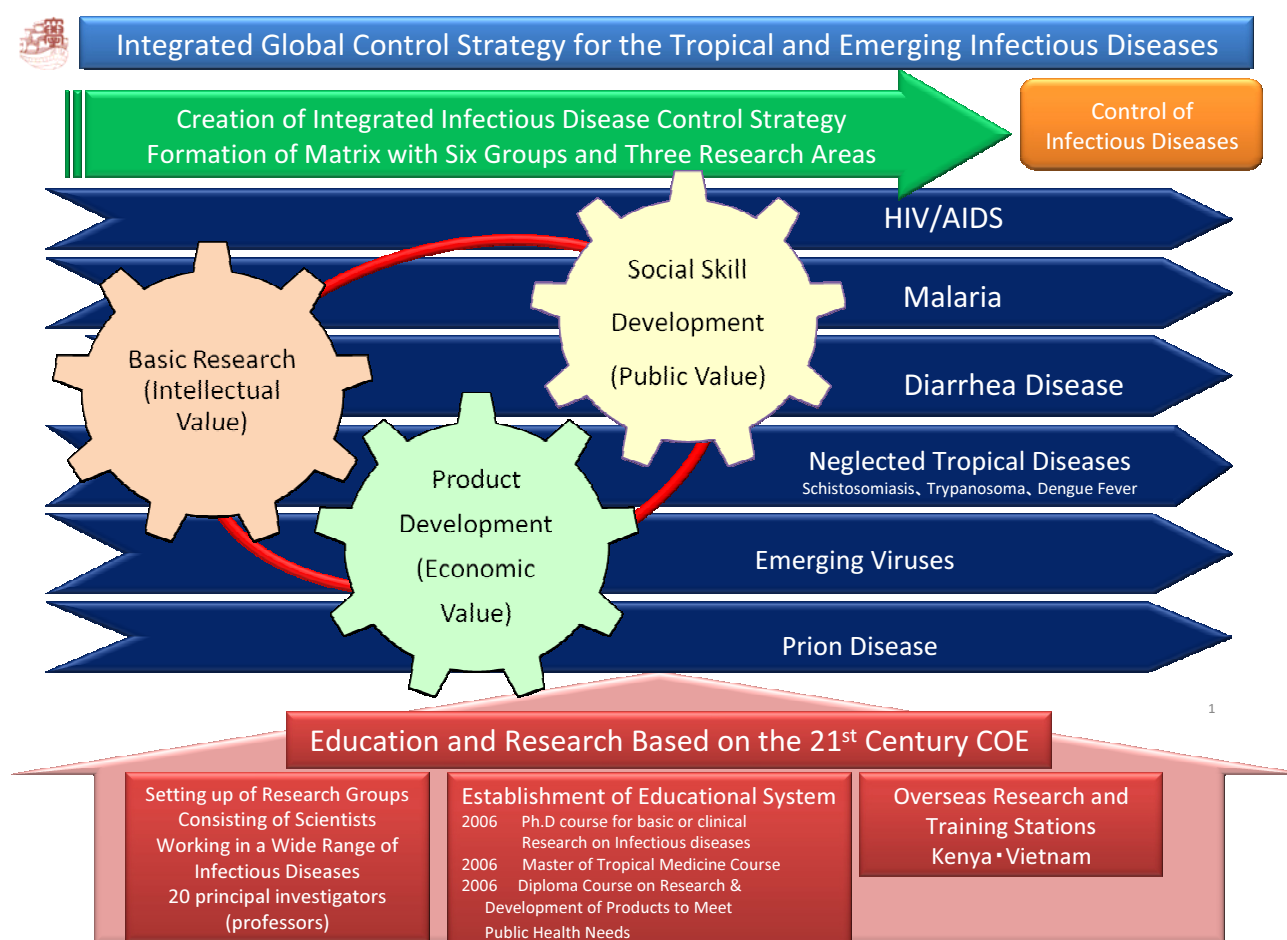 Integrated Global Control Strategy for the Tropical and Emerging Infectious Diseases
Creation of Integrated Infectious Disease Control Strategy
Formation of Matrix with Six Groups and Three Research Areas
Control of
Infectious Diseases
HIV/AIDS
Malaria
Diarrhea Disease
Neglected Tropical Diseases
Schistosomiasis、Trypanosoma、Dengue Fever
Emerging Viruses
Prion Disease
Basic Research
(Intellectual
Value)
Social Skill
Development
(Public Value)
Product
Development
(Economic
Value)
1
Education and Research Based on the 21st Century COE
Setting up of Research Groups
Consisting of Scientists
Working in a Wide Range of
Infectious Diseases
20 principal investigators
(professors)
Establishment of Educational System
2006 Ph.D course for basic or clinical
Research on Infectious diseases
2006 Master of Tropical Medicine Course
2006 Diploma Course on Research &
Development of Products to Meet
Public Health Needs
Overseas Research and
Training Stations
Kenya・Vietnam